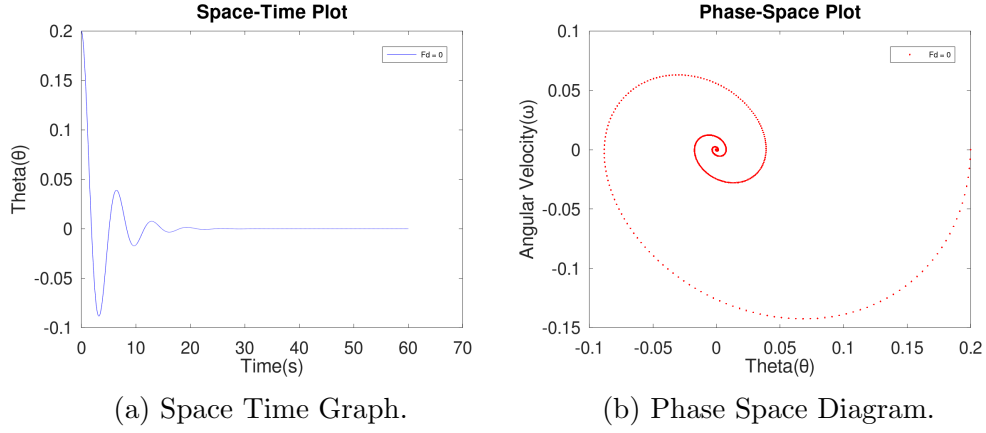 Space-Time Plot
0.2
0.15
0.1
0.05
0
-0.05
-0.1
Theta(θ)
Fd = 0
0 10 20 30 40 50 60 70
Time(s)
(a) Space Time Graph.
Phase-Space Plot
0.1
0.05
0
-0.05
-0.1
-0.15
Angular Velocity(ω)
Fd = 0
-0.1 -0.05 0 0.05 0.1 0.15 0.2
Theta(θ)
(b) Phase Space Diagram.